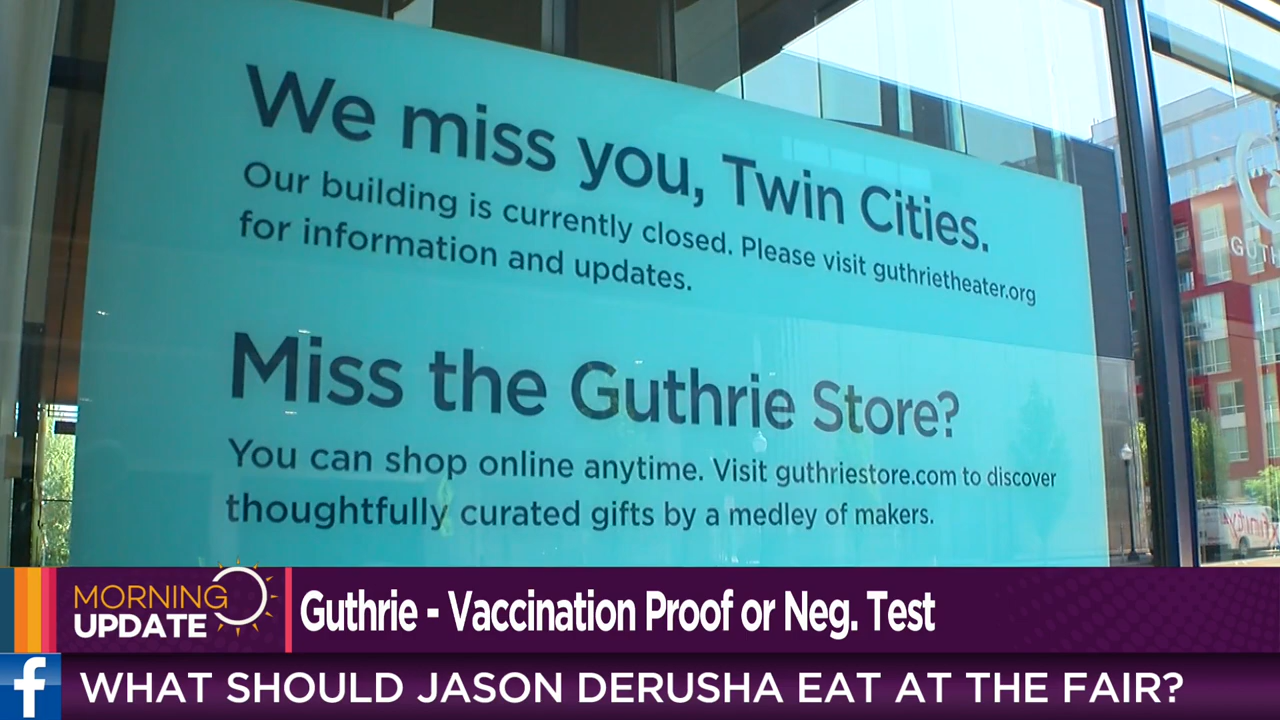 We miss you, Twin Cities.
Our building is currently closed. Please visit guthrietheater.org
for information and updates.
Miss the Guthrie Store?
You can shop online anytime. Visit guthriestore.com to discover
thoughtfully curated gifts by a medley of makers.
MORNING
UPDATE
Guthrie - Vaccination Proof or Neg. Test
f WHAT SHOULD JASON DERUSHA EAT AT THE FAIR?